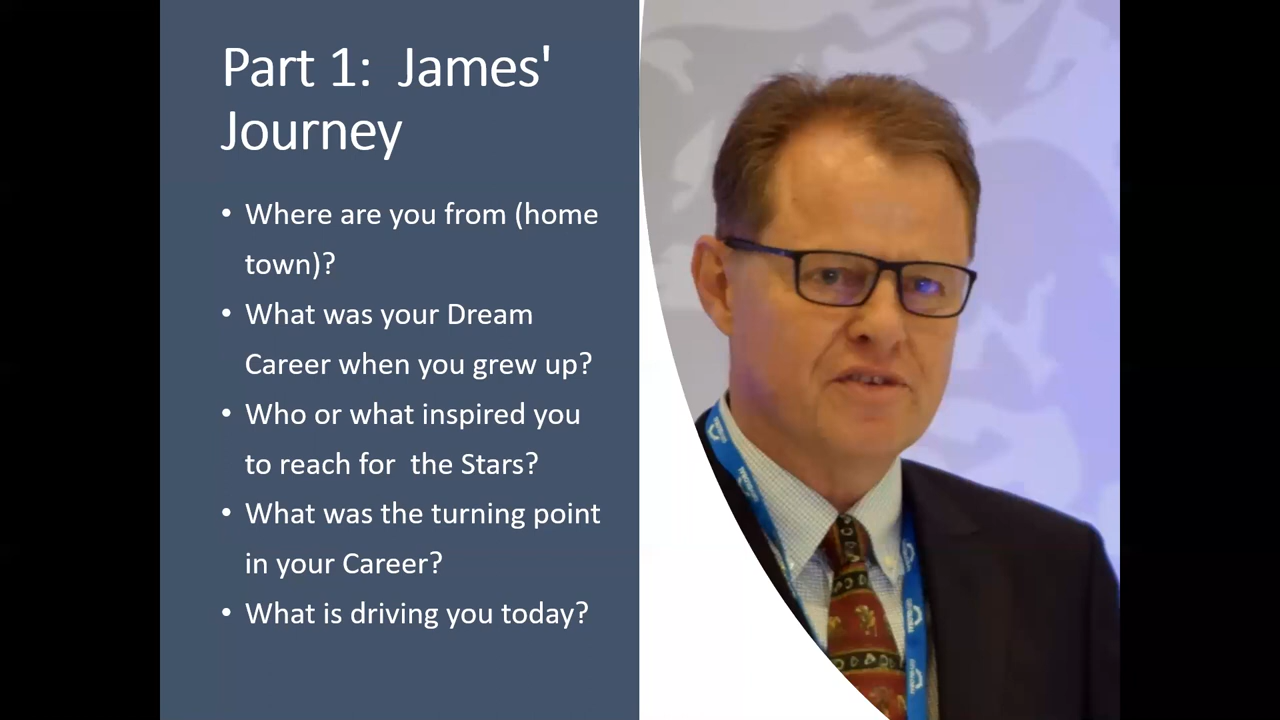 Part 1:  James'
Journey
• Where are you from (home
town)?
• What was your Dream
Career when you grew up?
• Who or what inspired you
to reach for  the Stars?
• What was the turning point
in your Career?
• What is driving you today?